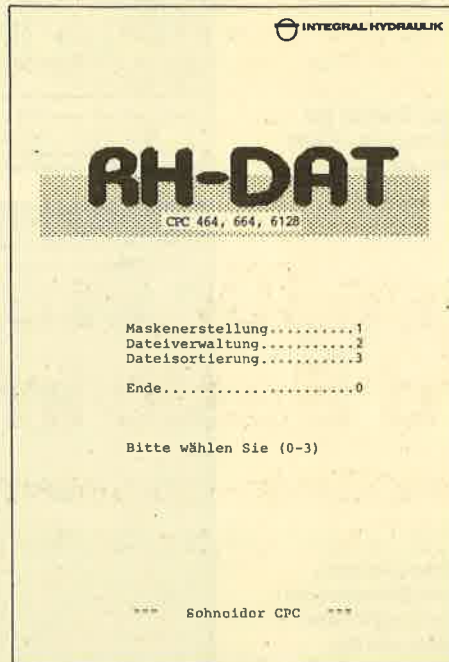 INTEGRAL HYDRAULIK
RH-DAT
CPC 464, 664, 6128
Maskenerstellung..........1
Dateiverwaltung...........2
Dateisortierung...........3
Ende......................0
Bitte wählen Sie (0-3)
--- Schneider CPC ---